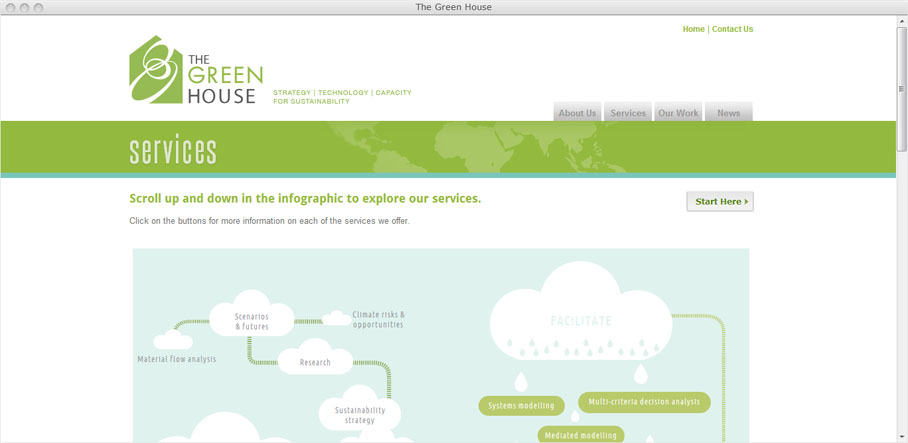 The Green House
Home | Contact Us
THE
GREEN
HOUSE
STRATEGY | TECHNOLOGY | CAPACITY
FOR SUSTAINABILITY
About Us Services Our Work News
services
Scroll up and down in the infographic to explore our services.
Start Here
Click on the buttons for more information on each of the services we offer.
Scenarios
& futures
Climate risks &
opportunities
Material flow analysis
Research
Sustainability
strategy
FACILITATE
Systems modelling
Multi-criteria decision analysis
Mediated modelling